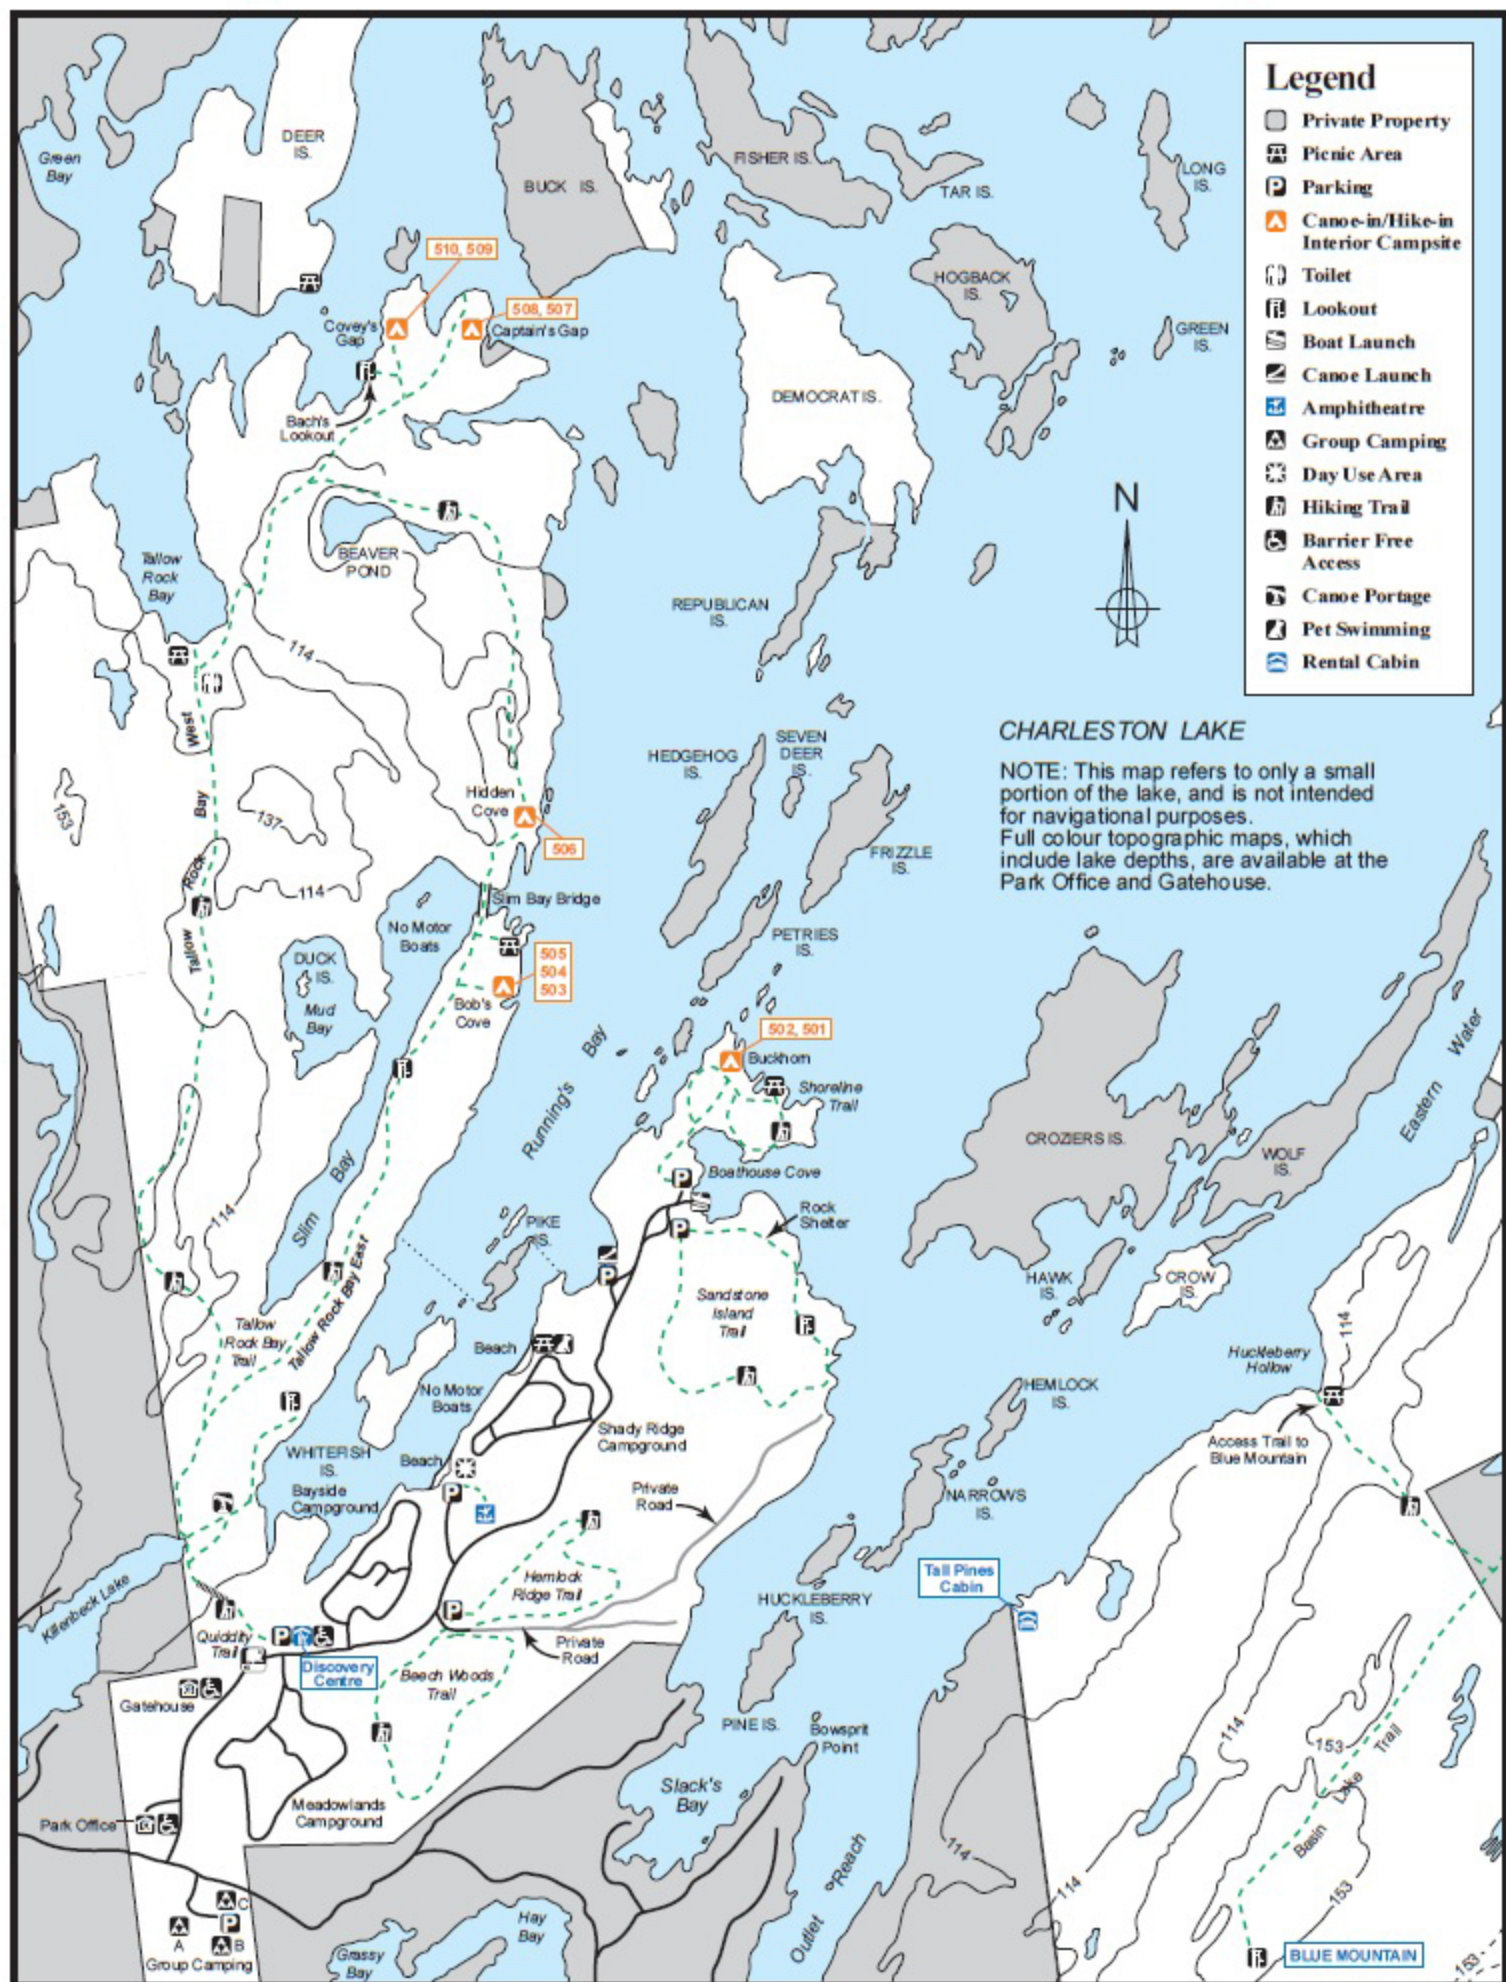 Legend
Private Property
Picnic Area
Parking
Canoe-in/Hike-in
Interior Campsite
Toilet
Lookout
Boat Launch
Canoe Launch
Amphitheatre
Group Camping
Day Use Area
Hiking Trail
Barrier Free
Access
Canoe Portage
Pet Swimming
Rental Cabin
Green
Bay
DEER
IS.
BUCK IS.
FISHER IS.
TAR IS.
LONG
IS.
510, 509
508, 507
Covey's
Gap
Captain's Gap
HOGBACK
IS.
GREEN
IS.
Bach's
Lookout
DEMOCRAT IS.
N
Tallow
Rock
Bay
BEAVER
POND
REPUBLICAN
IS.
114
West
Bay
Rock
Tallow
153
137
114
Hidden
Cove
506
HEDGEHOG
IS.
SEVEN
DEER
IS.
FRIZZLE
IS.
CHARLESTON LAKE
NOTE: This map refers to only a small
portion of the lake, and is not intended
for navigational purposes.
Full colour topographic maps, which
include lake depths, are available at the
Park Office and Gatehouse.
Slim Bay Bridge
No Motor
Boats
DUCK
IS.
Mud
Bay
505
504
503
Bob's
Cove
PETRIES
IS.
502, 501
Buckhorn
Shoreline
Trail
Running's Bay
Boathouse Cove
Rock
Shelter
CROZIERS IS.
WOLF
IS.
Eastern Water
114
Slim Bay
PIKE
IS.
HAWK
IS.
CROW
IS.
Sandstone
Island
Trail
Tallow
Rock Bay
Trail
Tallow Rock Bay East
Beach
No Motor
Boats
Huckleberry
Hollow
114
HEMLOCK
IS.
Access Trail to
Blue Mountain
Shady Ridge
Campground
WHITEFISH
IS.
Bayside
Campground
Beach
Private
Road
NARROWS
IS.
Hemlock
Ridge Trail
Tall Pines
Cabin
HUCKLEBERRY
IS.
Killenbeck Lake
Quiddity
Trail
Discovery
Centre
Private
Road
Beech Woods
Trail
Gatehouse
PINE IS.
Bowsprit
Point
Slack's
Bay
Park Office
Meadowlands
Campground
114
153
Basin Lake Trail
114
114
153
Outlet Reach
C
A
B
Group Camping
Hay
Bay
Grassy
Bay
BLUE MOUNTAIN
153